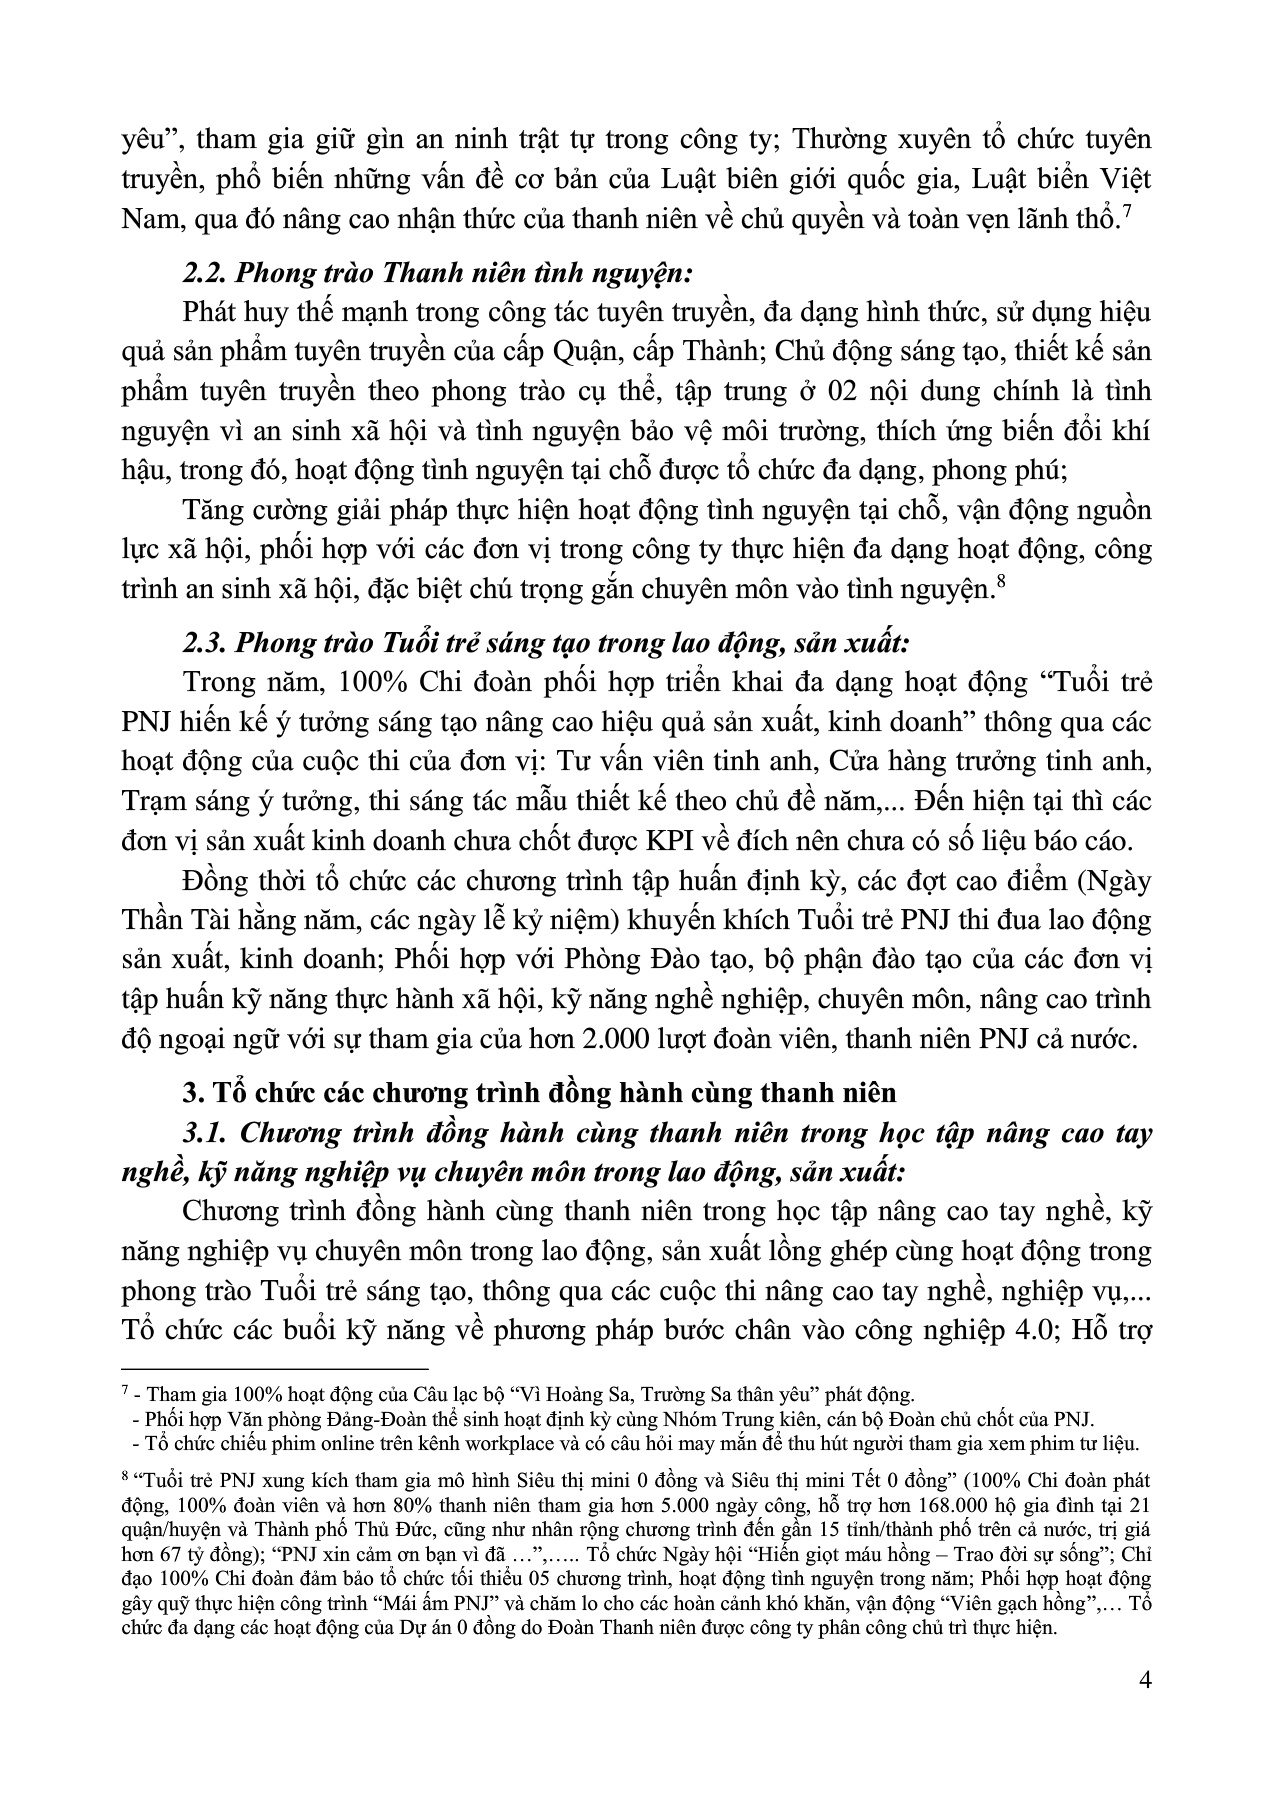 yêu”, tham gia giữ gìn an ninh trật tự trong công ty; Thường xuyên tổ chức tuyên
truyền, phổ biến những vấn đề cơ bản của Luật biên giới quốc gia, Luật biển Việt
Nam, qua đó nâng cao nhận thức của thanh niên về chủ quyền và toàn vẹn lãnh thổ.7
2.2. Phong trào Thanh niên tình nguyện:
Phát huy thế mạnh trong công tác tuyên truyền, đa dạng hình thức, sử dụng hiệu
quả sản phẩm tuyên truyền của cấp Quận, cấp Thành; Chủ động sáng tạo, thiết kế sản
phẩm tuyên truyền theo phong trào cụ thể, tập trung ở 02 nội dung chính là tình
nguyện vì an sinh xã hội và tình nguyện bảo vệ môi trường, thích ứng biến đổi khí
hậu, trong đó, hoạt động tình nguyện tại chỗ được tổ chức đa dạng, phong phú;
Tăng cường giải pháp thực hiện hoạt động tình nguyện tại chỗ, vận động nguồn
lực xã hội, phối hợp với các đơn vị trong công ty thực hiện đa dạng hoạt động, công
trình an sinh xã hội, đặc biệt chú trọng gắn chuyên môn vào tình nguyện.8
2.3. Phong trào Tuổi trẻ sáng tạo trong lao động, sản xuất:
Trong năm, 100% Chi đoàn phối hợp triển khai đa dạng hoạt động “Tuổi trẻ
PNJ hiến kế ý tưởng sáng tạo nâng cao hiệu quả sản xuất, kinh doanh” thông qua các
hoạt động của cuộc thi của đơn vị: Tư vấn viên tinh anh, Cửa hàng trưởng tinh anh,
Trạm sáng ý tưởng, thi sáng tác mẫu thiết kế theo chủ đề năm,... Đến hiện tại thì các
đơn vị sản xuất kinh doanh chưa chốt được KPI về đích nên chưa có số liệu báo cáo.
Đồng thời tổ chức các chương trình tập huấn định kỳ, các đợt cao điểm (Ngày
Thần Tài hằng năm, các ngày lễ kỷ niệm) khuyến khích Tuổi trẻ PNJ thi đua lao động
sản xuất, kinh doanh; Phối hợp với Phòng Đào tạo, bộ phận đào tạo của các đơn vị
tập huấn kỹ năng thực hành xã hội, kỹ năng nghề nghiệp, chuyên môn, nâng cao trình
độ ngoại ngữ với sự tham gia của hơn 2.000 lượt đoàn viên, thanh niên PNJ cả nước.
3. Tổ chức các chương trình đồng hành cùng thanh niên
3.1. Chương trình đồng hành cùng thanh niên trong học tập nâng cao tay
nghề, kỹ năng nghiệp vụ chuyên môn trong lao động, sản xuất:
Chương trình đồng hành cùng thanh niên trong học tập nâng cao tay nghề, kỹ
năng nghiệp vụ chuyên môn trong lao động, sản xuất lồng ghép cùng hoạt động trong
phong trào Tuổi trẻ sáng tạo, thông qua các cuộc thi nâng cao tay nghề, nghiệp vụ,...
Tổ chức các buổi kỹ năng về phương pháp bước chân vào công nghiệp 4.0; Hỗ trợ
7 - Tham gia 100% hoạt động của Câu lạc bộ “Vì Hoàng Sa, Trường Sa thân yêu” phát động.
- Phối hợp Văn phòng Đảng-Đoàn thể sinh hoạt định kỳ cùng Nhóm Trung kiên, cán bộ Đoàn chủ chốt của PNJ.
- Tổ chức chiếu phim online trên kênh workplace và có câu hỏi may mắn để thu hút người tham gia xem phim tư liệu.
8 “Tuổi trẻ PNJ xung kích tham gia mô hình Siêu thị mini 0 đồng và Siêu thị mini Tết 0 đồng” (100% Chi đoàn phát
động, 100% đoàn viên và hơn 80% thanh niên tham gia hơn 5.000 ngày công, hỗ trợ hơn 168.000 hộ gia đình tại 21
quận/huyện và Thành phố Thủ Đức, cũng như nhân rộng chương trình đến gần 15 tỉnh/thành phố trên cả nước, trị giá
hơn 67 tỷ đồng); “PNJ xin cảm ơn bạn vì đã …”,….. Tổ chức Ngày hội “Hiến giọt máu hồng – Trao đời sự sống”; Chỉ
đạo 100% Chi đoàn đảm bảo tổ chức tối thiểu 05 chương trình, hoạt động tình nguyện trong năm; Phối hợp hoạt động
gây quỹ thực hiện công trình “Mái ấm PNJ” và chăm lo cho các hoàn cảnh khó khăn, vận động “Viên gạch hồng”,… Tổ
chức đa dạng các hoạt động của Dự án 0 đồng do Đoàn Thanh niên được công ty phân công chủ trì thực hiện.
4